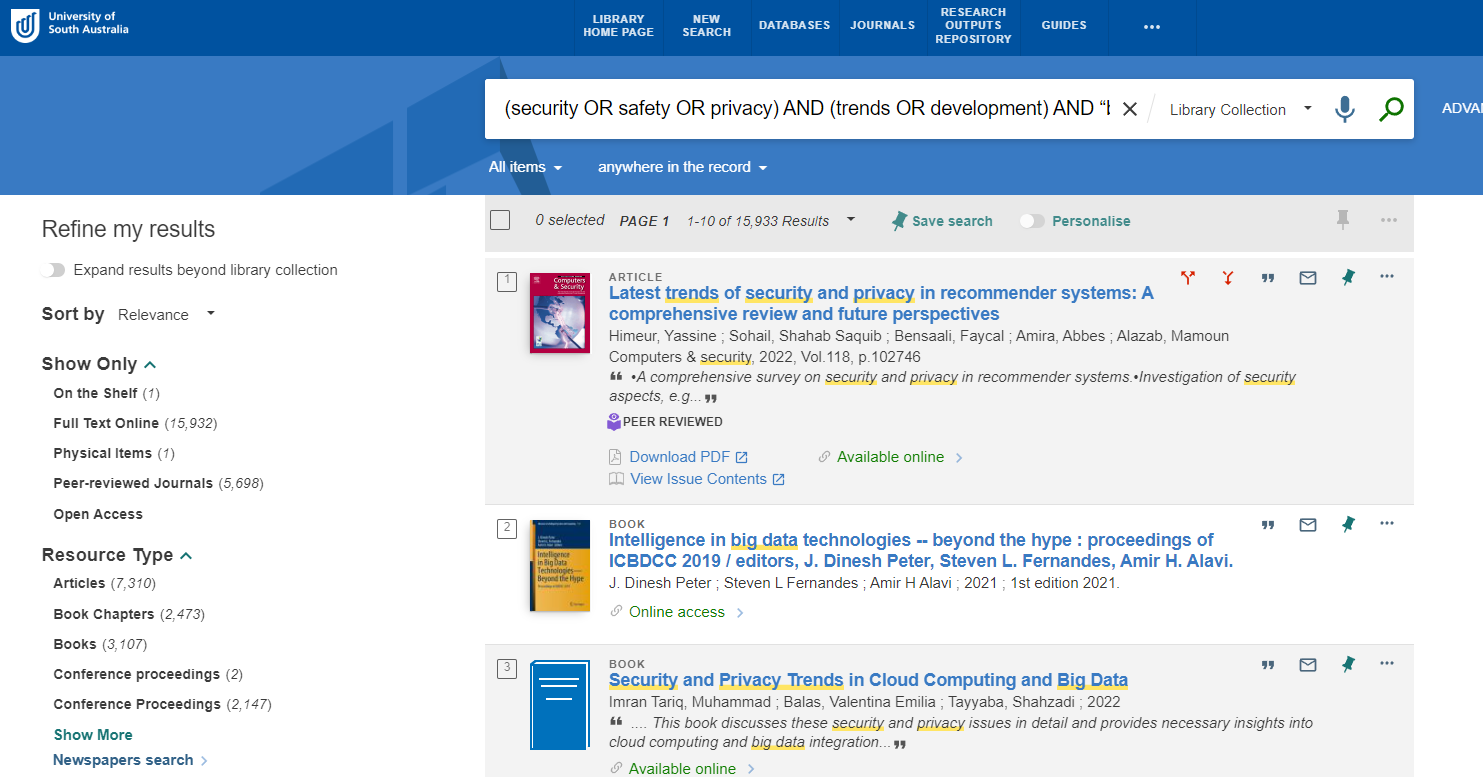 University of
South Australia
LIBRARY
HOME PAGE
NEW
SEARCH
DATABASES
JOURNALS
RESEARCH
OUTPUTS
REPOSITORY
GUIDES
(security OR safety OR privacy) AND (trends OR development) AND “b
Library Collection
ADVA
All items
anywhere in the record
Refine my results
Expand results beyond library collection
Sort by Relevance
Show Only
On the Shelf (1)
Full Text Online (15,932)
Physical Items (1)
Peer-reviewed Journals (5,698)
Open Access
Resource Type
Articles (7,310)
Book Chapters (2,473)
Books (3,107)
Conference proceedings (2)
Conference Proceedings (2,147)
Show More
Newspapers search
0 selected PAGE 1 1-10 of 15,933 Results
Save search
Personalise
1
Computers
& Security
ARTICLE
Latest trends of security and privacy in recommender systems: A
comprehensive review and future perspectives
Himeur, Yassine ; Sohail, Shahab Saquib ; Bensaali, Faycal ; Amira, Abbes ; Alazab, Mamoun
Computers & security, 2022, Vol.118, p.102746
❝ •A comprehensive survey on security and privacy in recommender systems.•Investigation of security
aspects, e.g... ❞
PEER REVIEWED
Download PDF
Available online
View Issue Contents
2
Intelligence
in Big Data
Technologies—
Beyond the Hype
BOOK
Intelligence in big data technologies -- beyond the hype : proceedings of
ICBDCC 2019 / editors, J. Dinesh Peter, Steven L. Fernandes, Amir H. Alavi.
J. Dinesh Peter ; Steven L Fernandes ; Amir H Alavi ; 2021 ; 1st edition 2021.
Online access
3
BOOK
Security and Privacy Trends in Cloud Computing and Big Data
Imran Tariq, Muhammad ; Balas, Valentina Emilia ; Tayyaba, Shahzadi ; 2022
❝ .... This book discusses these security and privacy issues in detail and provides necessary insights into
cloud computing and big data integration... ❞
Available online